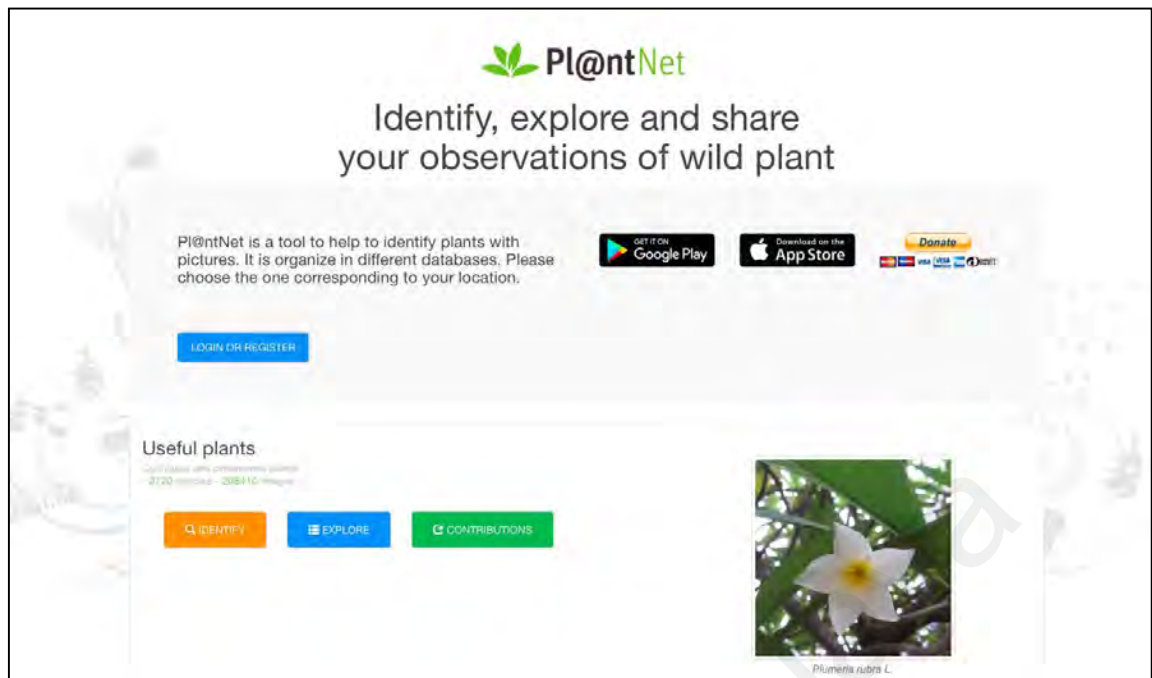 Pl@ntNet
Identify, explore and share
your observations of wild plant
Pl@ntNet is a tool to help to identify plants with
pictures. It is organize in different databases. Please
choose the one corresponding to your location.
GET IT ON
Google Play
Download on the
App Store
Donate
VISA VISA
LOGIN OR REGISTER
Useful plants
IDENTIFY
EXPLORE
CONTRIBUTIONS
Plumeria rubra L.